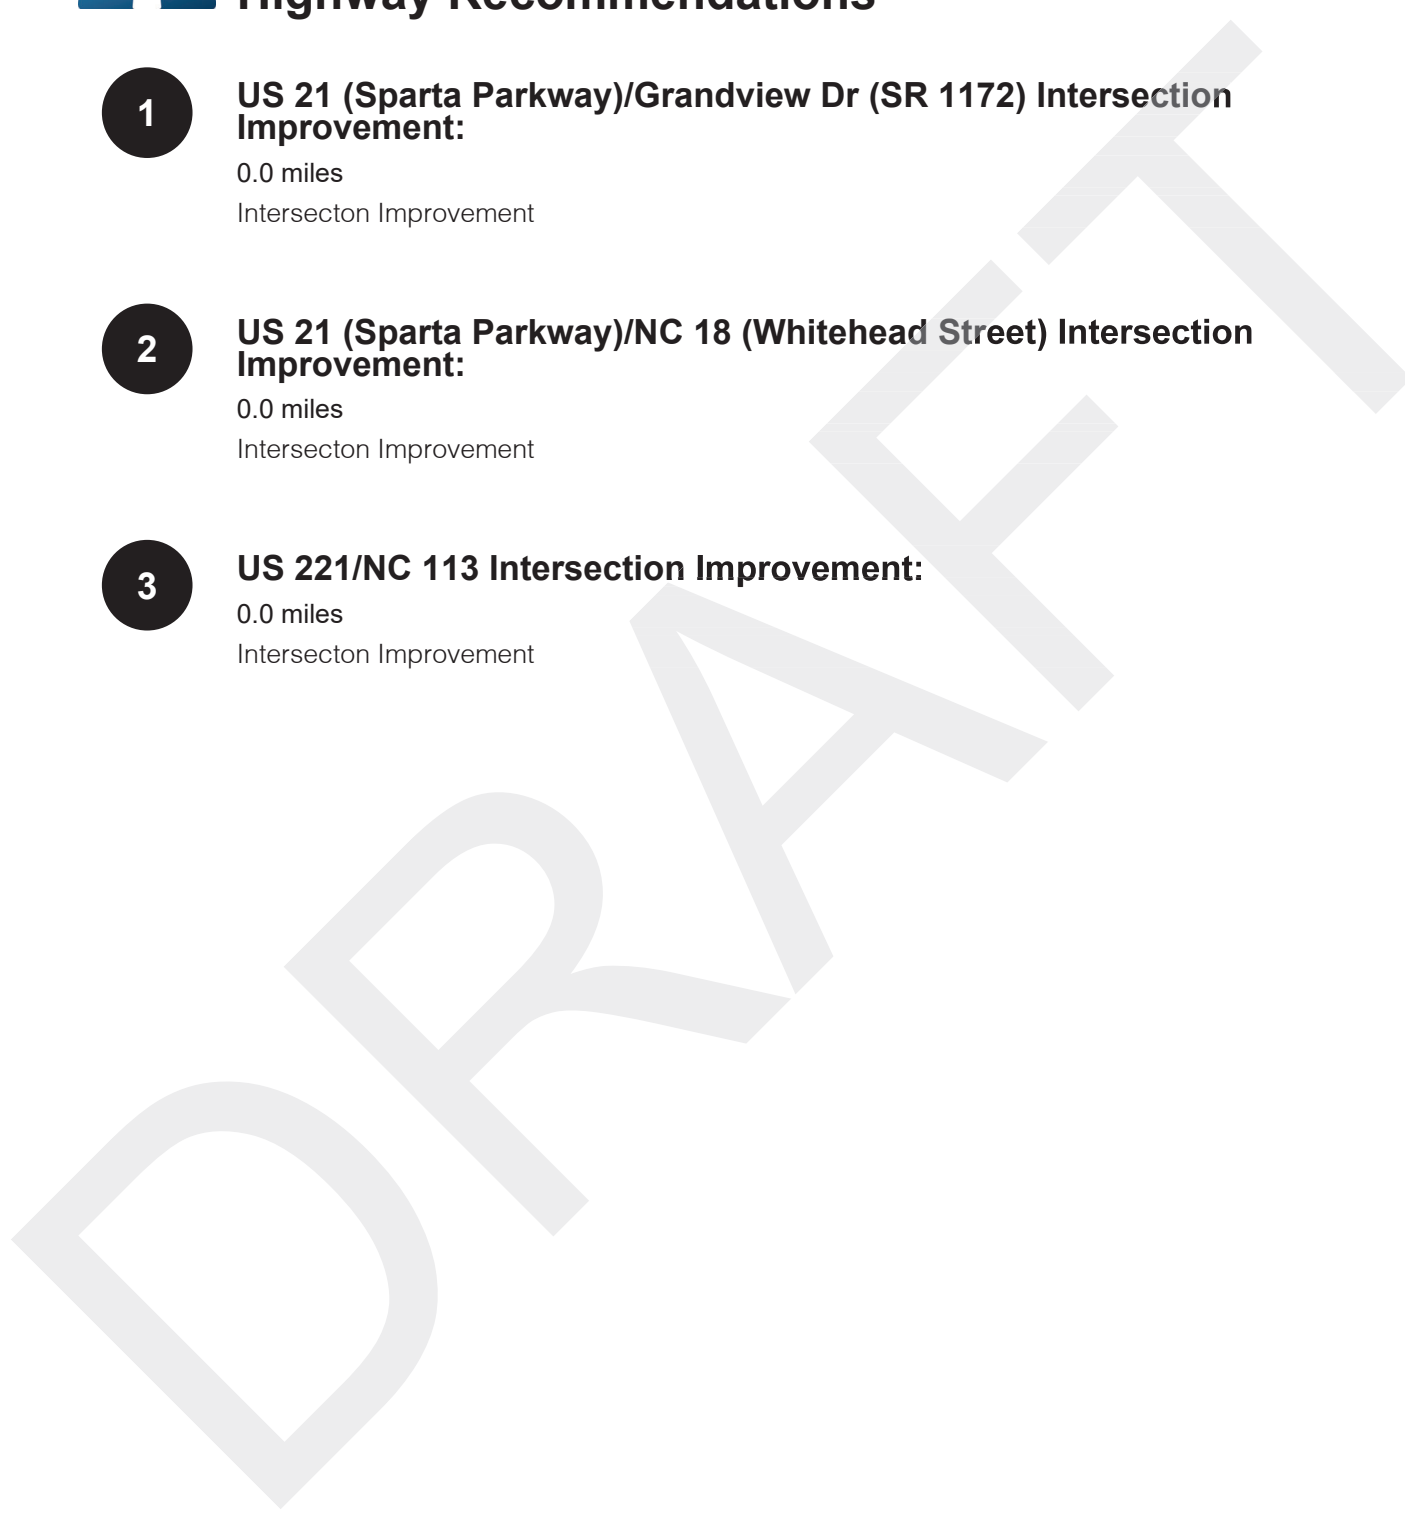 Highway Recommendations
1
US 21 (Sparta Parkway)/Grandview Dr (SR 1172) Intersection
Improvement:
0.0 miles
Intersecton Improvement
2
US 21 (Sparta Parkway)/NC 18 (Whitehead Street) Intersection
Improvement:
0.0 miles
Intersecton Improvement
3
US 221/NC 113 Intersection Improvement:
0.0 miles
Intersecton Improvement
DRAFT